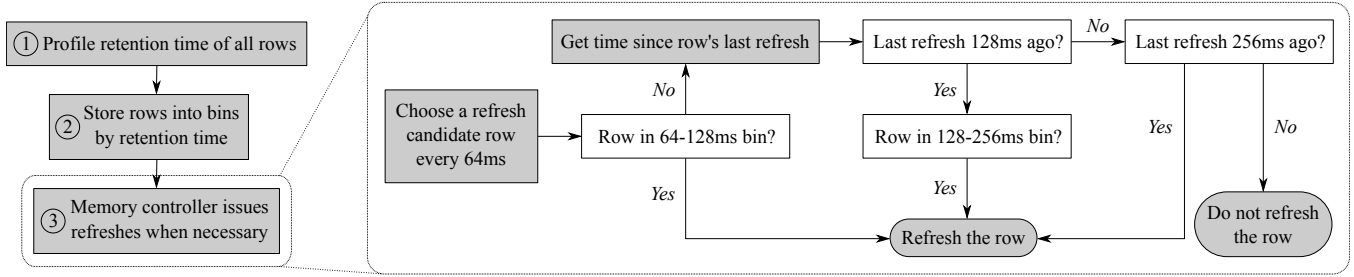 ① Profile retention time of all rows
② Store rows into bins
by retention time
③ Memory controller issues
refreshes when necessary
Choose a refresh
candidate row
every 64ms
Get time since row's last refresh
Last refresh 128ms ago?
No
Last refresh 256ms ago?
No
Yes
Row in 64-128ms bin?
Row in 128-256ms bin?
Yes
No
Yes
Yes
Refresh the row
Do not refresh
the row